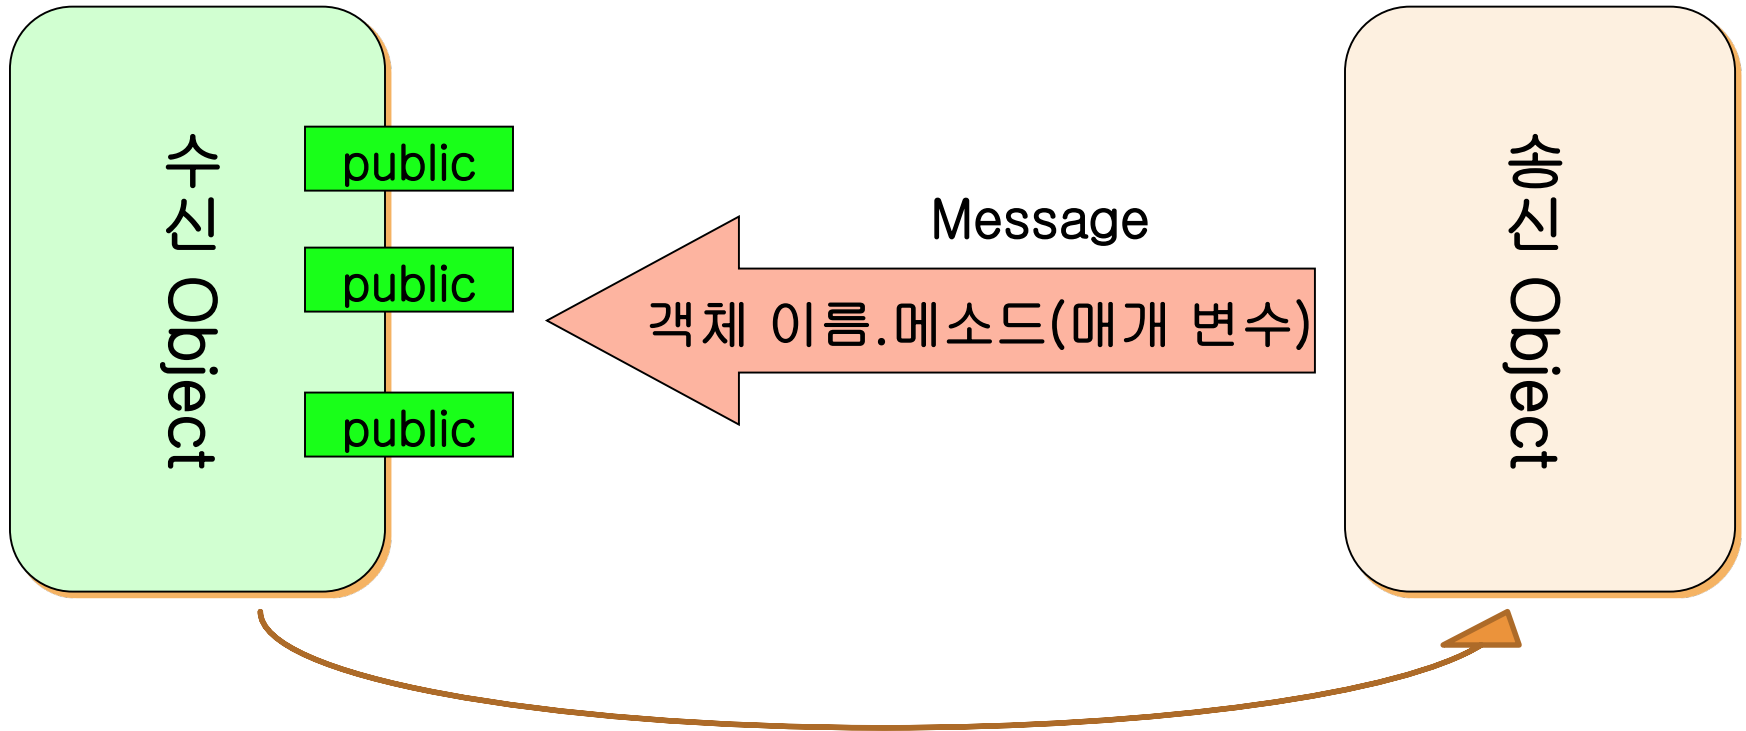 수신 Object
public
public
public
Message
객체 이름.메소드(매개 변수)
송신 Object